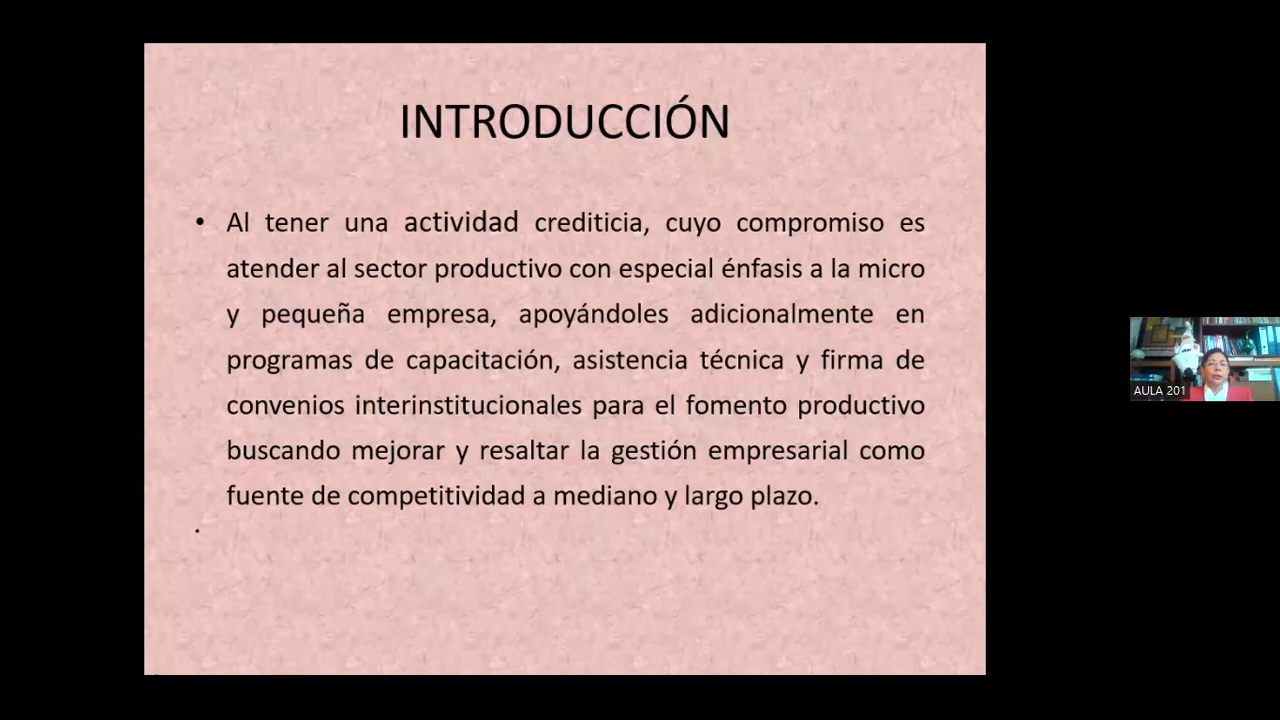 INTRODUCCIÓN
• Al tener una actividad crediticia, cuyo compromiso es
atender al sector productivo con especial énfasis a la micro
y pequeña empresa, apoyándoles adicionalmente en
programas de capacitación, asistencia técnica y firma de
convenios interinstitucionales para el fomento productivo
buscando mejorar y resaltar la gestión empresarial como
fuente de competitividad a mediano y largo plazo.
•
AULA 201